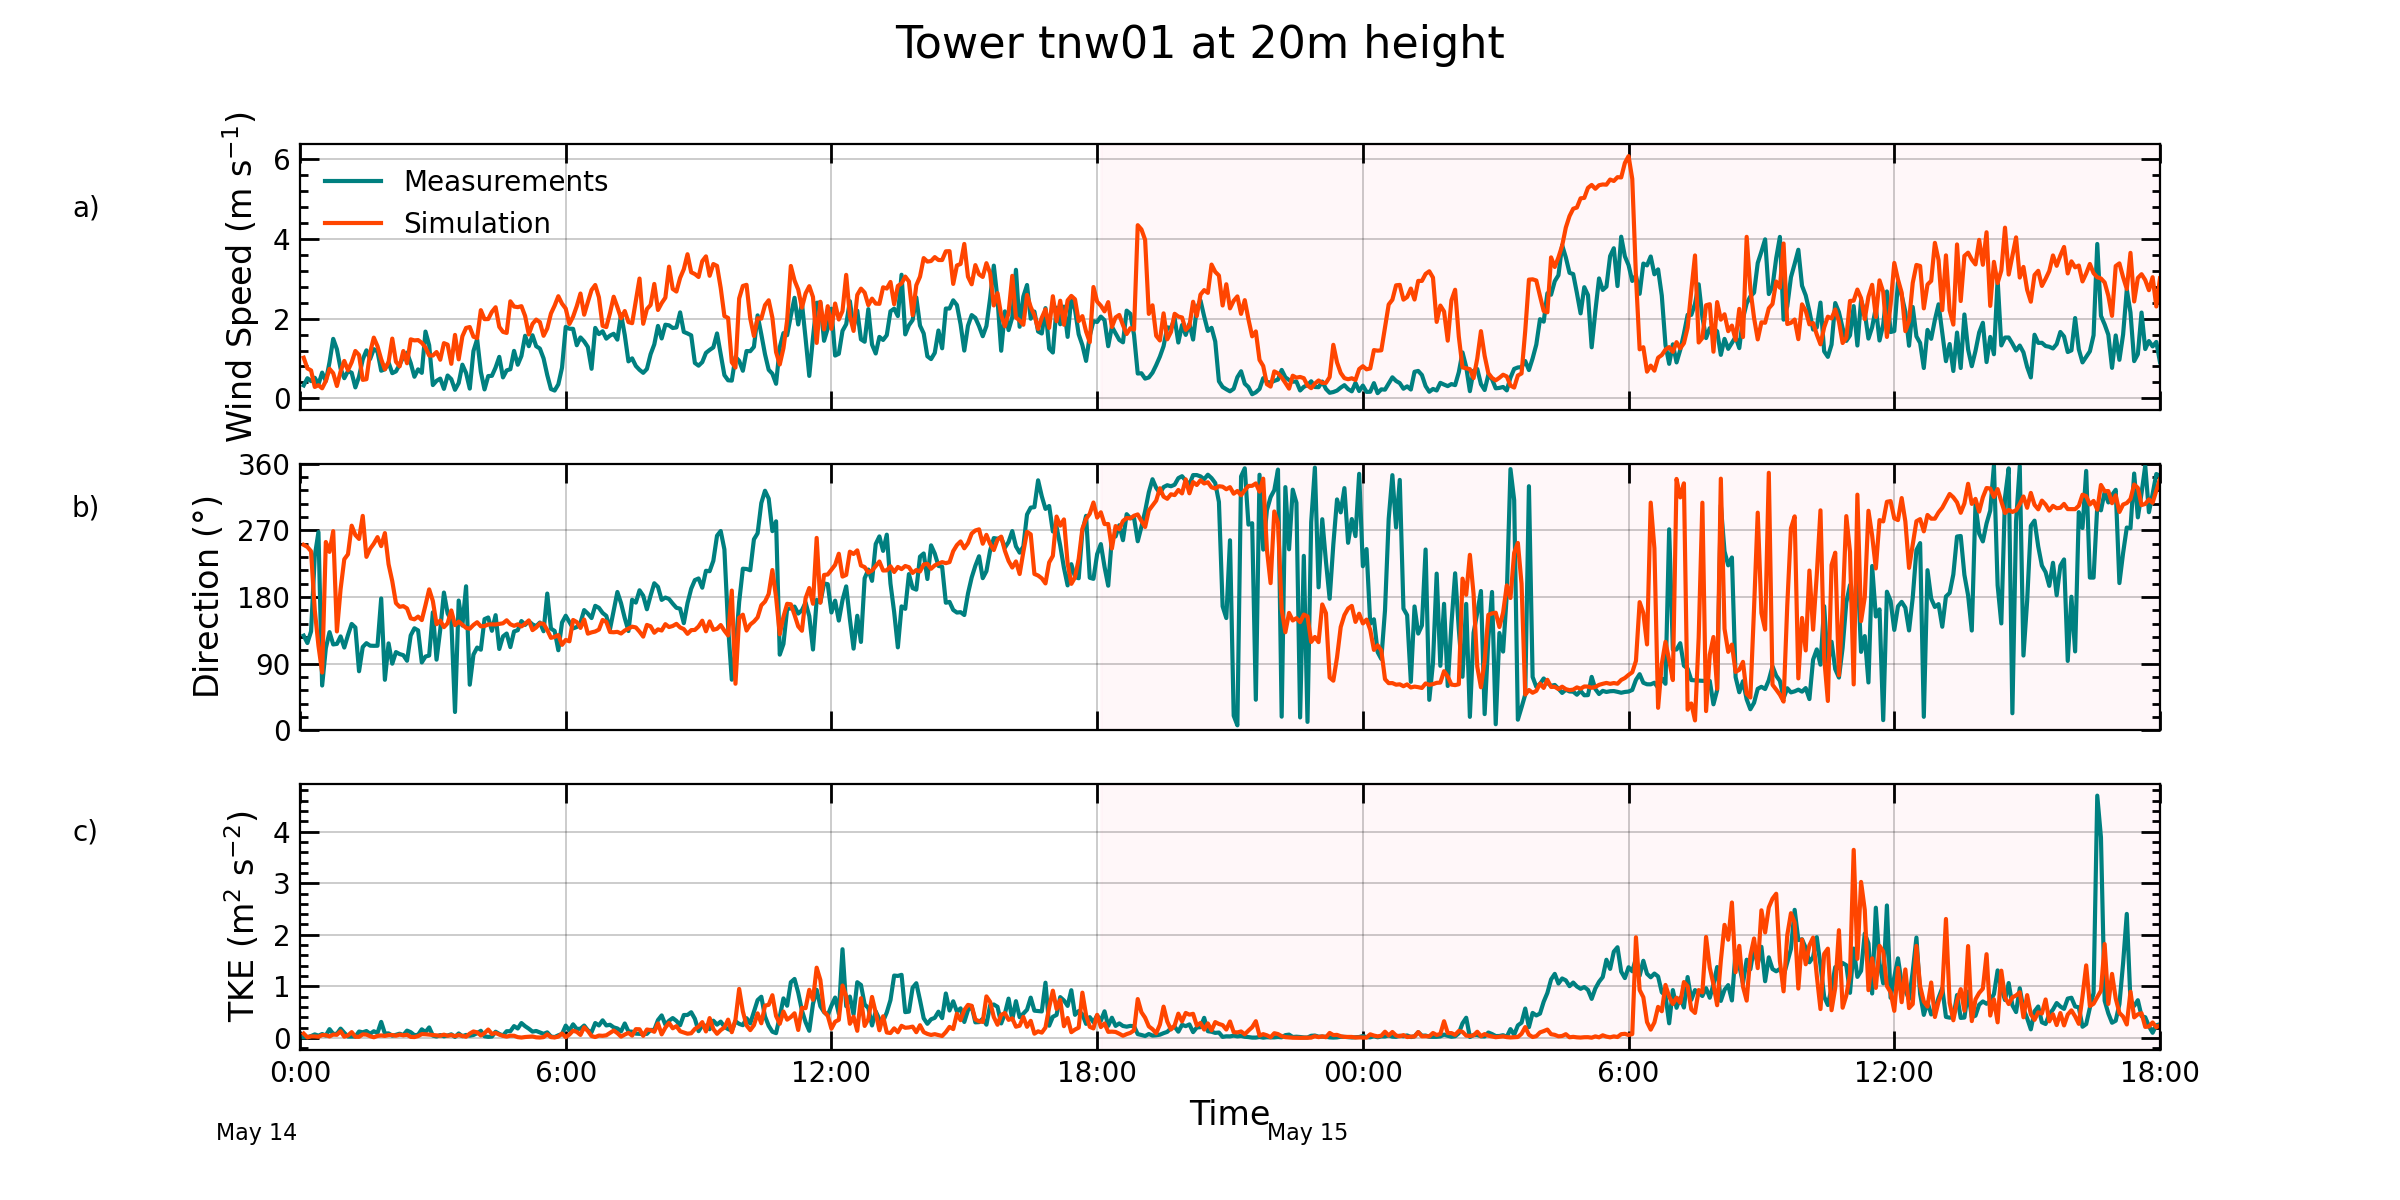 Tower tnw01 at 20m height
a)
Wind Speed (m s⁻¹)
6
4
2
0
Measurements
Simulation
b)
Direction (°)
360
270
180
90
0
c)
TKE (m² s⁻²)
4
3
2
1
0
0:00 6:00 12:00 18:00 00:00 6:00 12:00 18:00
Time
May 14 May 15